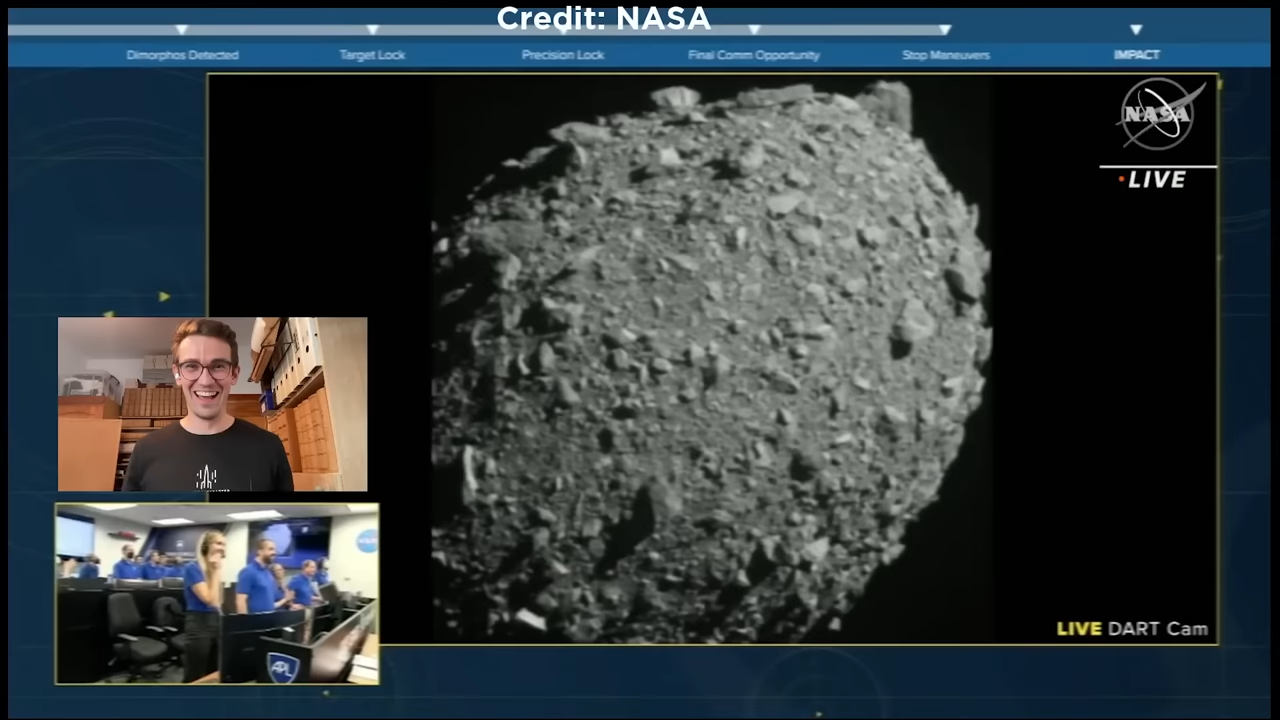 Credit: NASA
Dimorphos Detected
Target Lock
Precision Lock
Final Comm Opportunity
Stop Maneuvers
IMPACT
NASA
LIVE
APL
LIVE DART Cam